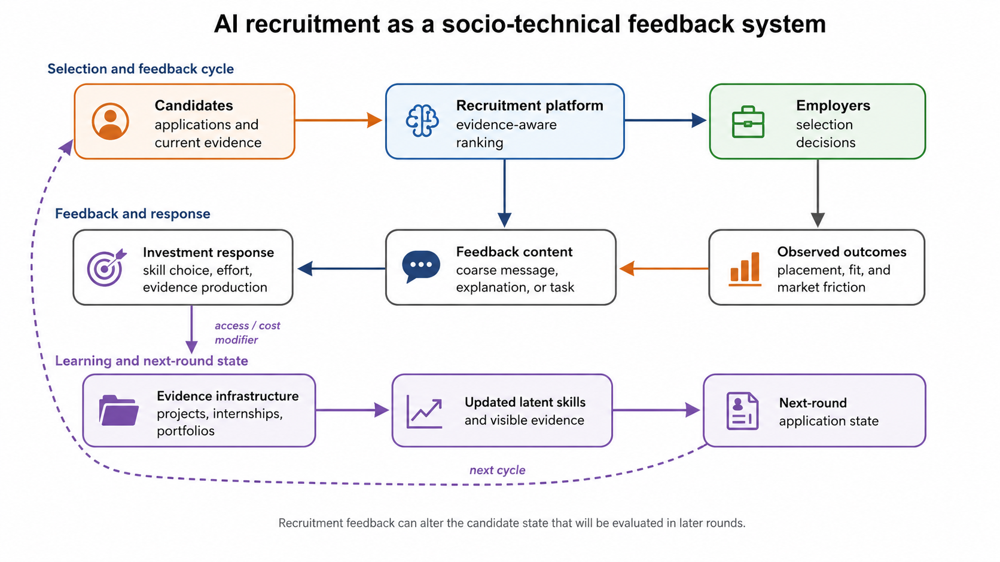 AI recruitment as a socio-technical feedback system
Selection and feedback cycle
Candidates
applications and
current evidence
Recruitment platform
evidence-aware
ranking
Employers
selection
decisions
Feedback and response
Investment response
skill choice, effort,
evidence production
Feedback content
coarse message,
explanation, or task
Observed outcomes
placement, fit, and
market friction
access / cost
modifier
Learning and next-round state
Evidence infrastructure
projects, internships,
portfolios
Updated latent skills
and visible evidence
Next-round
application state
next cycle
Recruitment feedback can alter the candidate state that will be evaluated in later rounds.